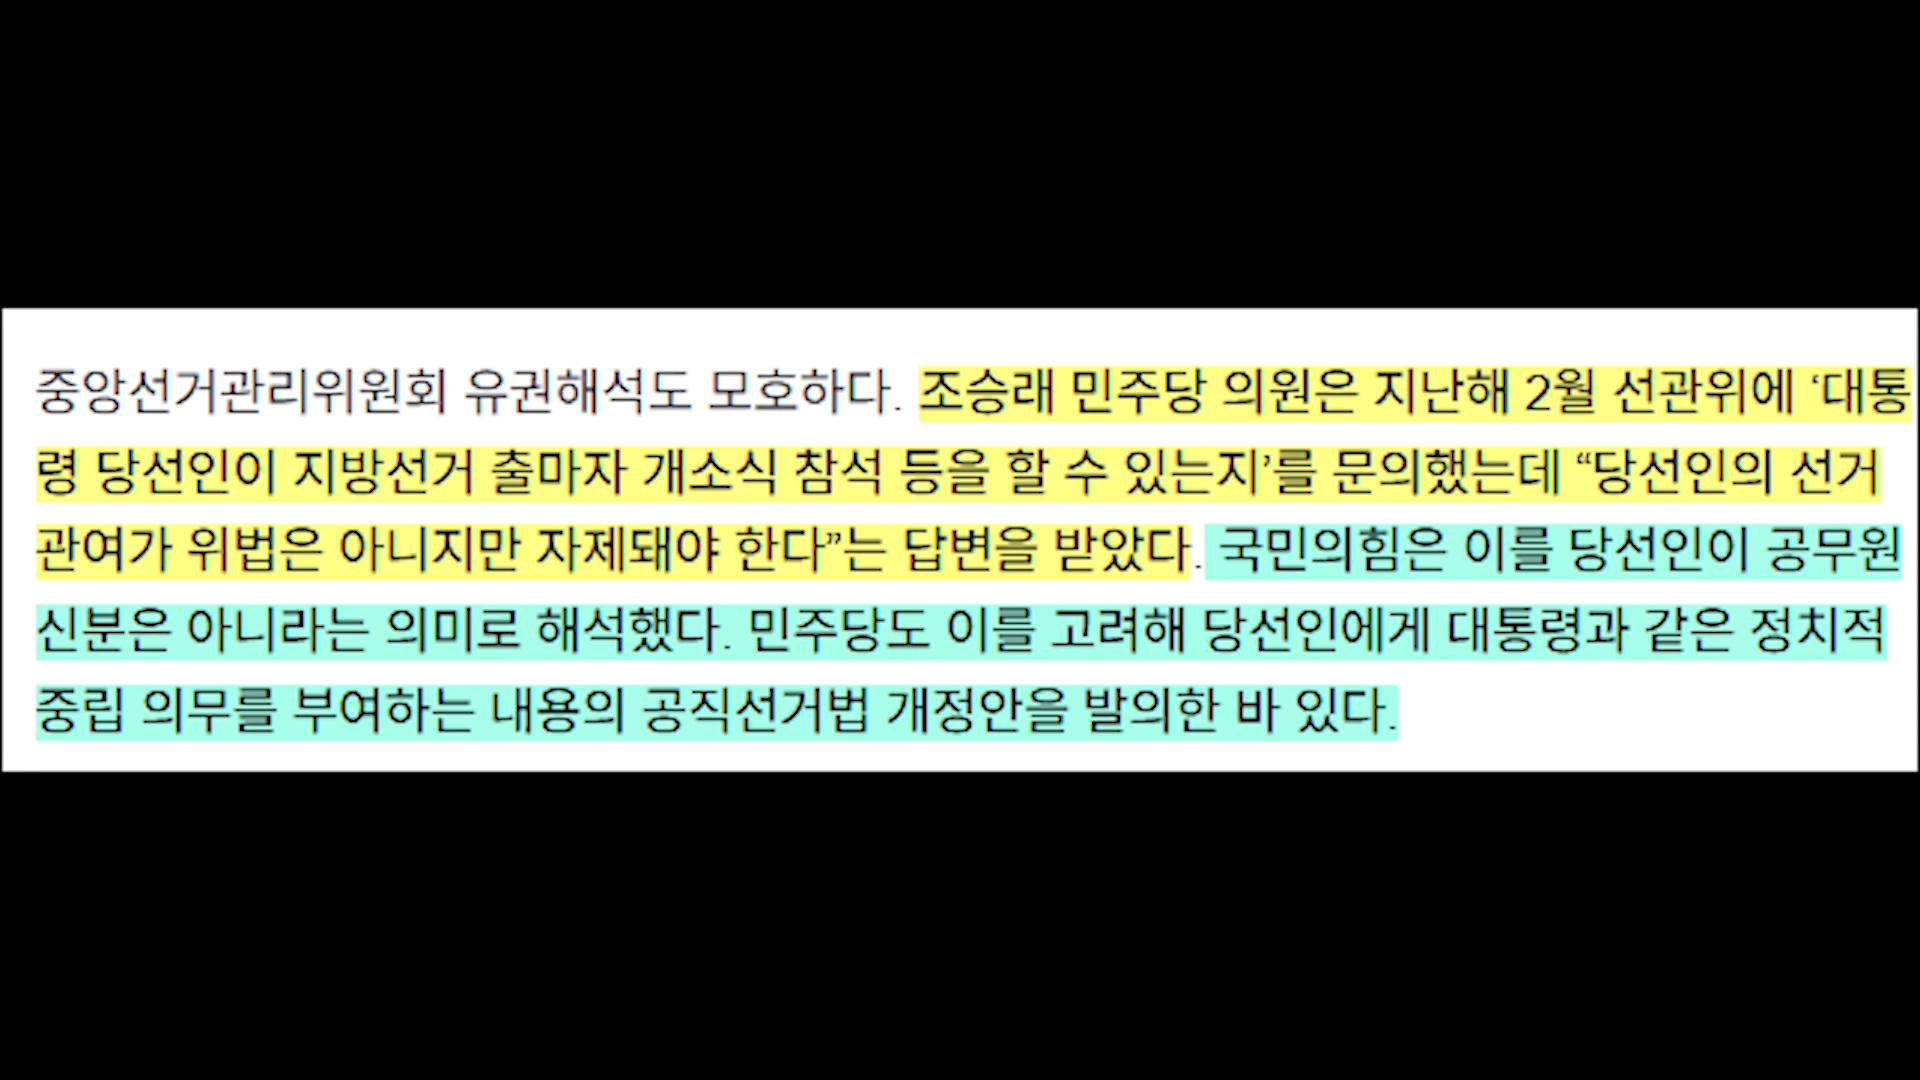 중앙선거관리위원회 유권해석도 모호하다. 조승래 민주당 의원은 지난해 2월 선관위에 ‘대통
령 당선인이 지방선거 출마자 개소식 참석 등을 할 수 있는지’를 문의했는데 “당선인의 선거
관여가 위법은 아니지만 자제돼야 한다”는 답변을 받았다. 국민의힘은 이를 당선인이 공무원
신분은 아니라는 의미로 해석했다. 민주당도 이를 고려해 당선인에게 대통령과 같은 정치적
중립 의무를 부여하는 내용의 공직선거법 개정안을 발의한 바 있다.